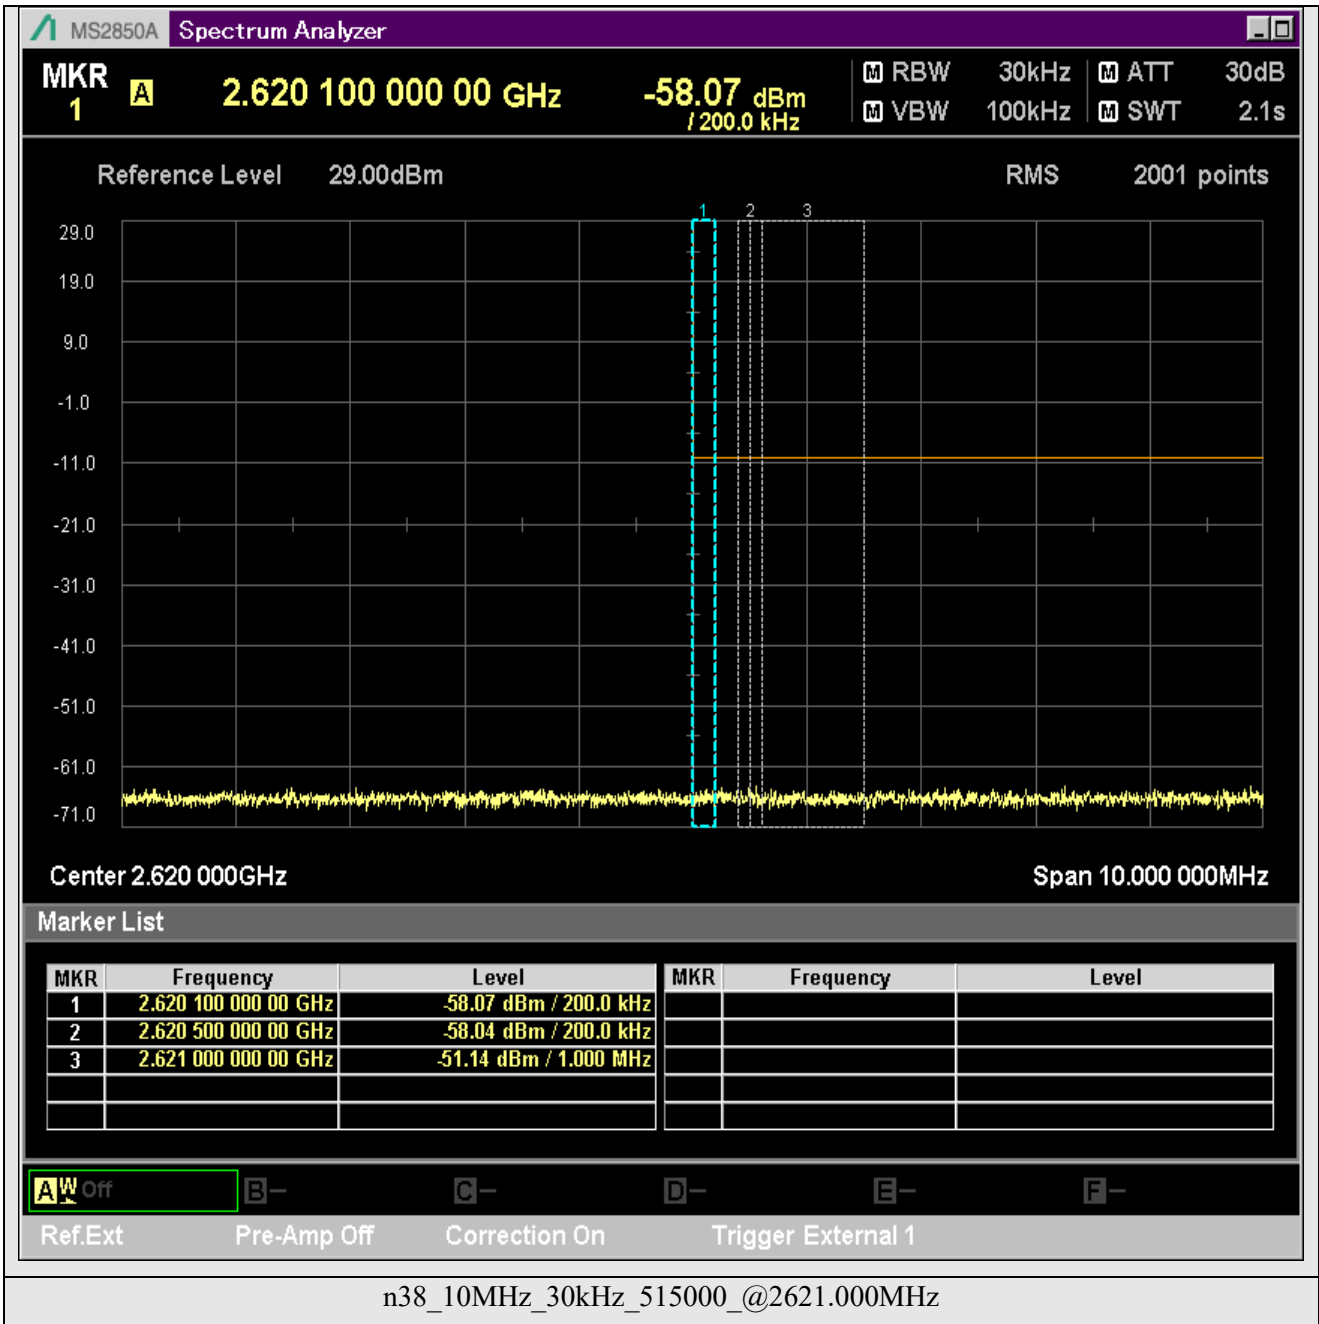 MS2850A Spectrum Analyzer
MKR 1 A 2.620 100 000 00 GHz -58.07 dBm / 200.0 kHz
M RBW 30kHz M ATT 30dB
M VBW 100kHz M SWT 2.1s
Reference Level 29.00dBm RMS 2001 points
1 2 3
29.0
19.0
9.0
-1.0
-11.0
-21.0
-31.0
-41.0
-51.0
-61.0
-71.0
Center 2.620 000GHz Span 10.000 000MHz
Marker List
MKR Frequency Level MKR Frequency Level
1 2.620 100 000 00 GHz -58.07 dBm / 200.0 kHz
2 2.620 500 000 00 GHz -58.04 dBm / 200.0 kHz
3 2.621 000 000 00 GHz -51.14 dBm / 1.000 MHz
A W Off B - C - D - E - F -
Ref.Ext Pre-Amp Off Correction On Trigger External 1
n38_10MHz_30kHz_515000_@2621.000MHz